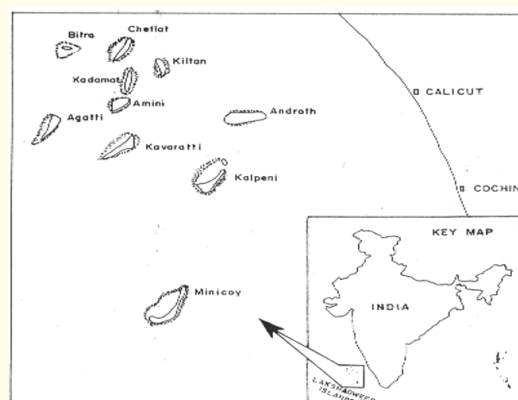 Bitra
Chetlat
Kiltan
Kadamat
Amini
Agatti
Androth
Kavaratti
Kalpeni
CALICUT
COCHIN
Minicoy
KEY MAP
INDIA
LAKSHADWEEP
ISLANDS